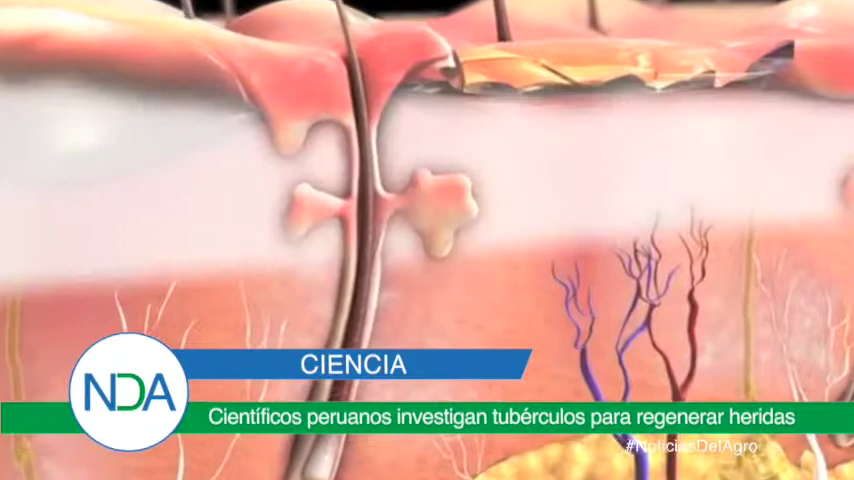 CIENCIA
NDA
Científicos peruanos investigan tubérculos para regenerar heridas
#NoticiasDelAgro